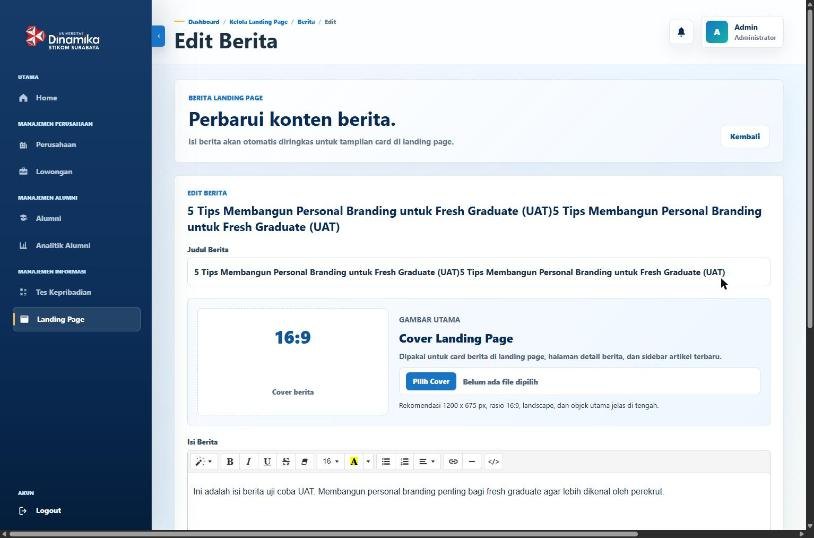 UNIVERSITAS
Dinamika
STIKOM SURABAYA
UTAMA
Home
MANAJEMEN PERUSAHAAN
Perusahaan
Lowongan
MANAJEMEN ALUMNI
Alumni
Analitik Alumni
MANAJEMEN INFORMASI
Tes Kepribadian
Landing Page
AKUN
Logout
Dashboard / Kelola Landing Page / Berita / Edit
Edit Berita
A
Admin
Administrator
BERITA LANDING PAGE
Perbarui konten berita.
Isi berita akan otomatis diringkas untuk tampilan card di landing page.
Kembali
EDIT BERITA
5 Tips Membangun Personal Branding untuk Fresh Graduate (UAT)5 Tips Membangun Personal Branding
untuk Fresh Graduate (UAT)
Judul Berita
5 Tips Membangun Personal Branding untuk Fresh Graduate (UAT)5 Tips Membangun Personal Branding untuk Fresh Graduate (UAT)
16:9
Cover berita
GAMBAR UTAMA
Cover Landing Page
Dipakai untuk card berita di landing page, halaman detail berita, dan sidebar artikel terbaru.
Pilih Cover
Belum ada file dipilih
Rekomendasi 1200 x 675 px, rasio 16:9, landscape, dan objek utama jelas di tengah.
Isi Berita
B I U S 16 A </>
Ini adalah isi berita uji coba UAT. Membangun personal branding penting bagi fresh graduate agar lebih dikenal oleh perekrut.